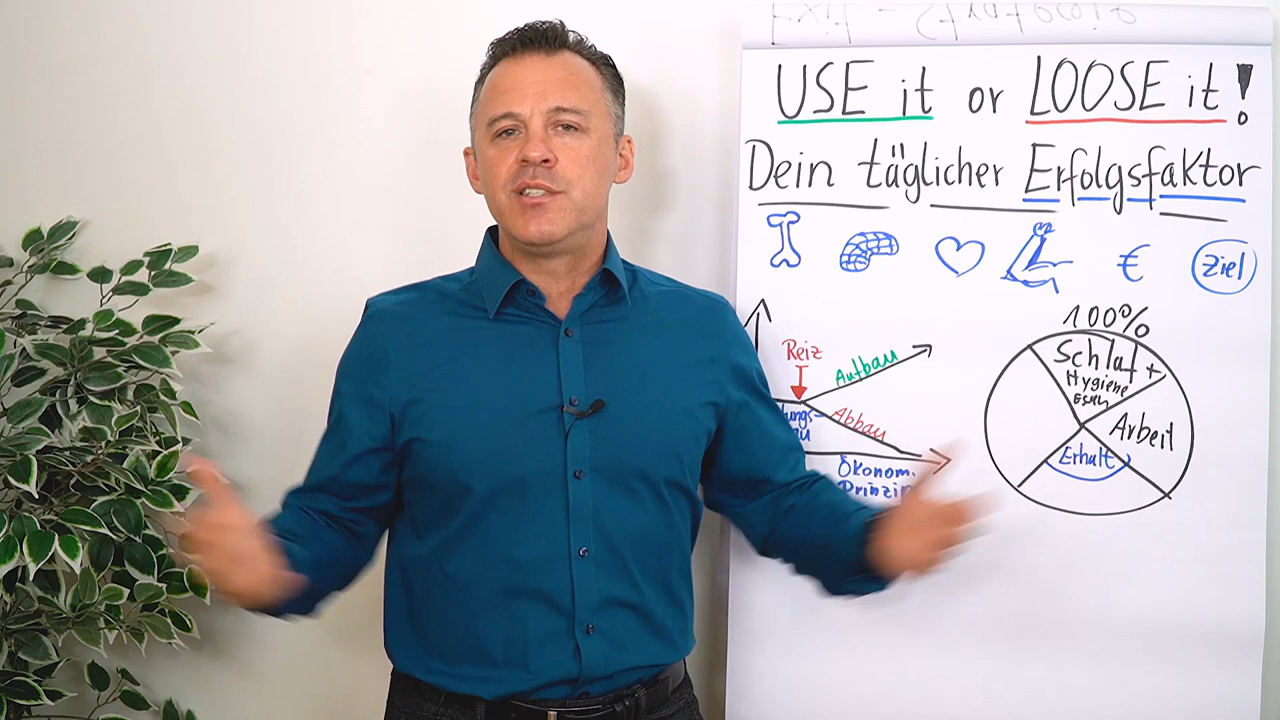 USE it or LOOSE it!
Dein täglicher Erfolgsfaktor
€
Ziel
100%
Reiz
Aufbau
Abbau
Ökonom.
Prinzip
Schlaf +
Hygiene
Essen
Arbeit
Erhalt